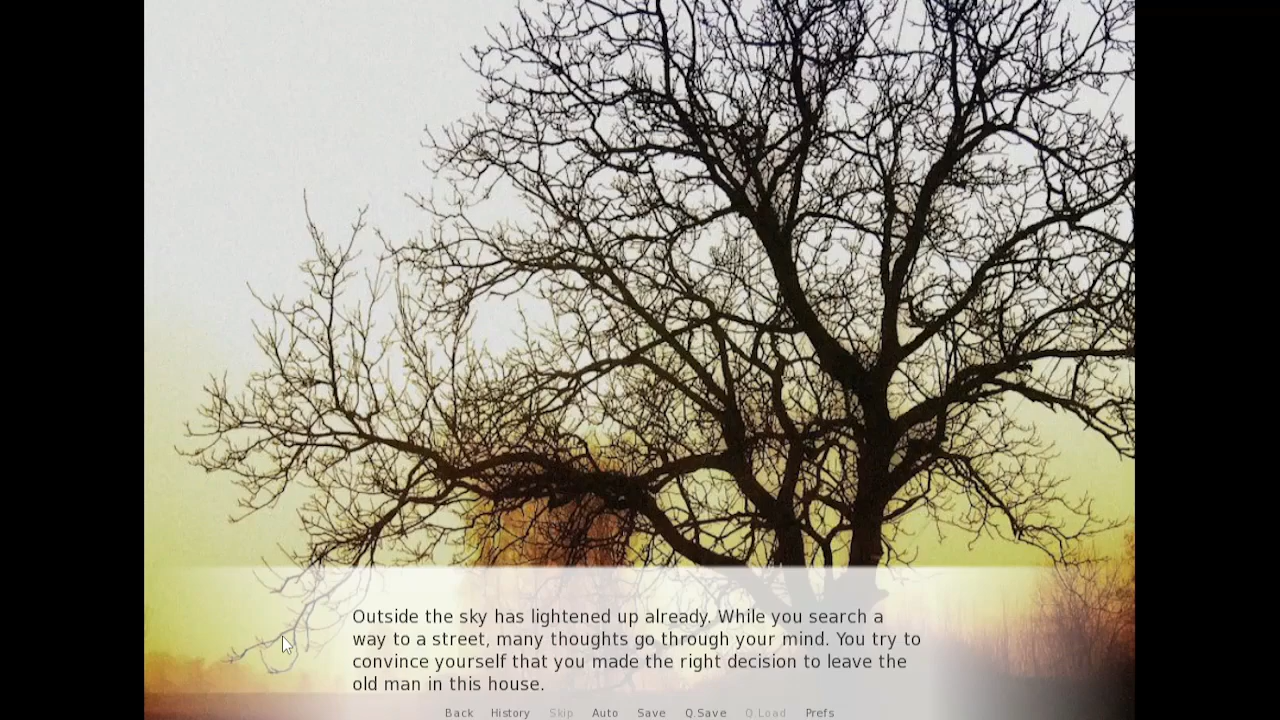 Outside the sky has lightened up already. While you search a
way to a street, many thoughts go through your mind. You try to
convince yourself that you made the right decision to leave the
old man in this house.
Back History Skip Auto Save Q.Save Q.Load Prefs